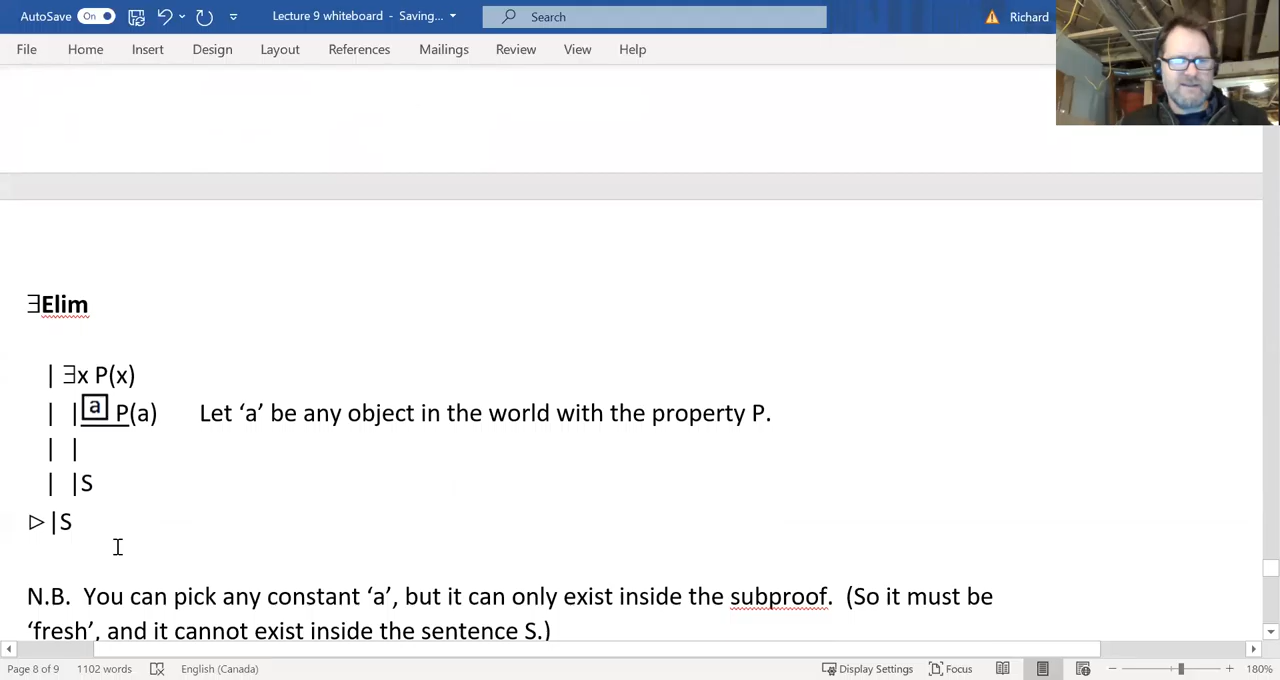 AutoSave On Lecture 9 whiteboard - Saving... Search Richard
File Home Insert Design Layout References Mailings Review View Help
∃Elim
| ∃x P(x)
| |a P(a) Let ‘a’ be any object in the world with the property P.
| |
| |S
▷|S
N.B. You can pick any constant ‘a’, but it can only exist inside the subproof. (So it must be
‘fresh’, and it cannot exist inside the sentence S.)
Page 8 of 9 1102 words English (Canada) Display Settings Focus 180%